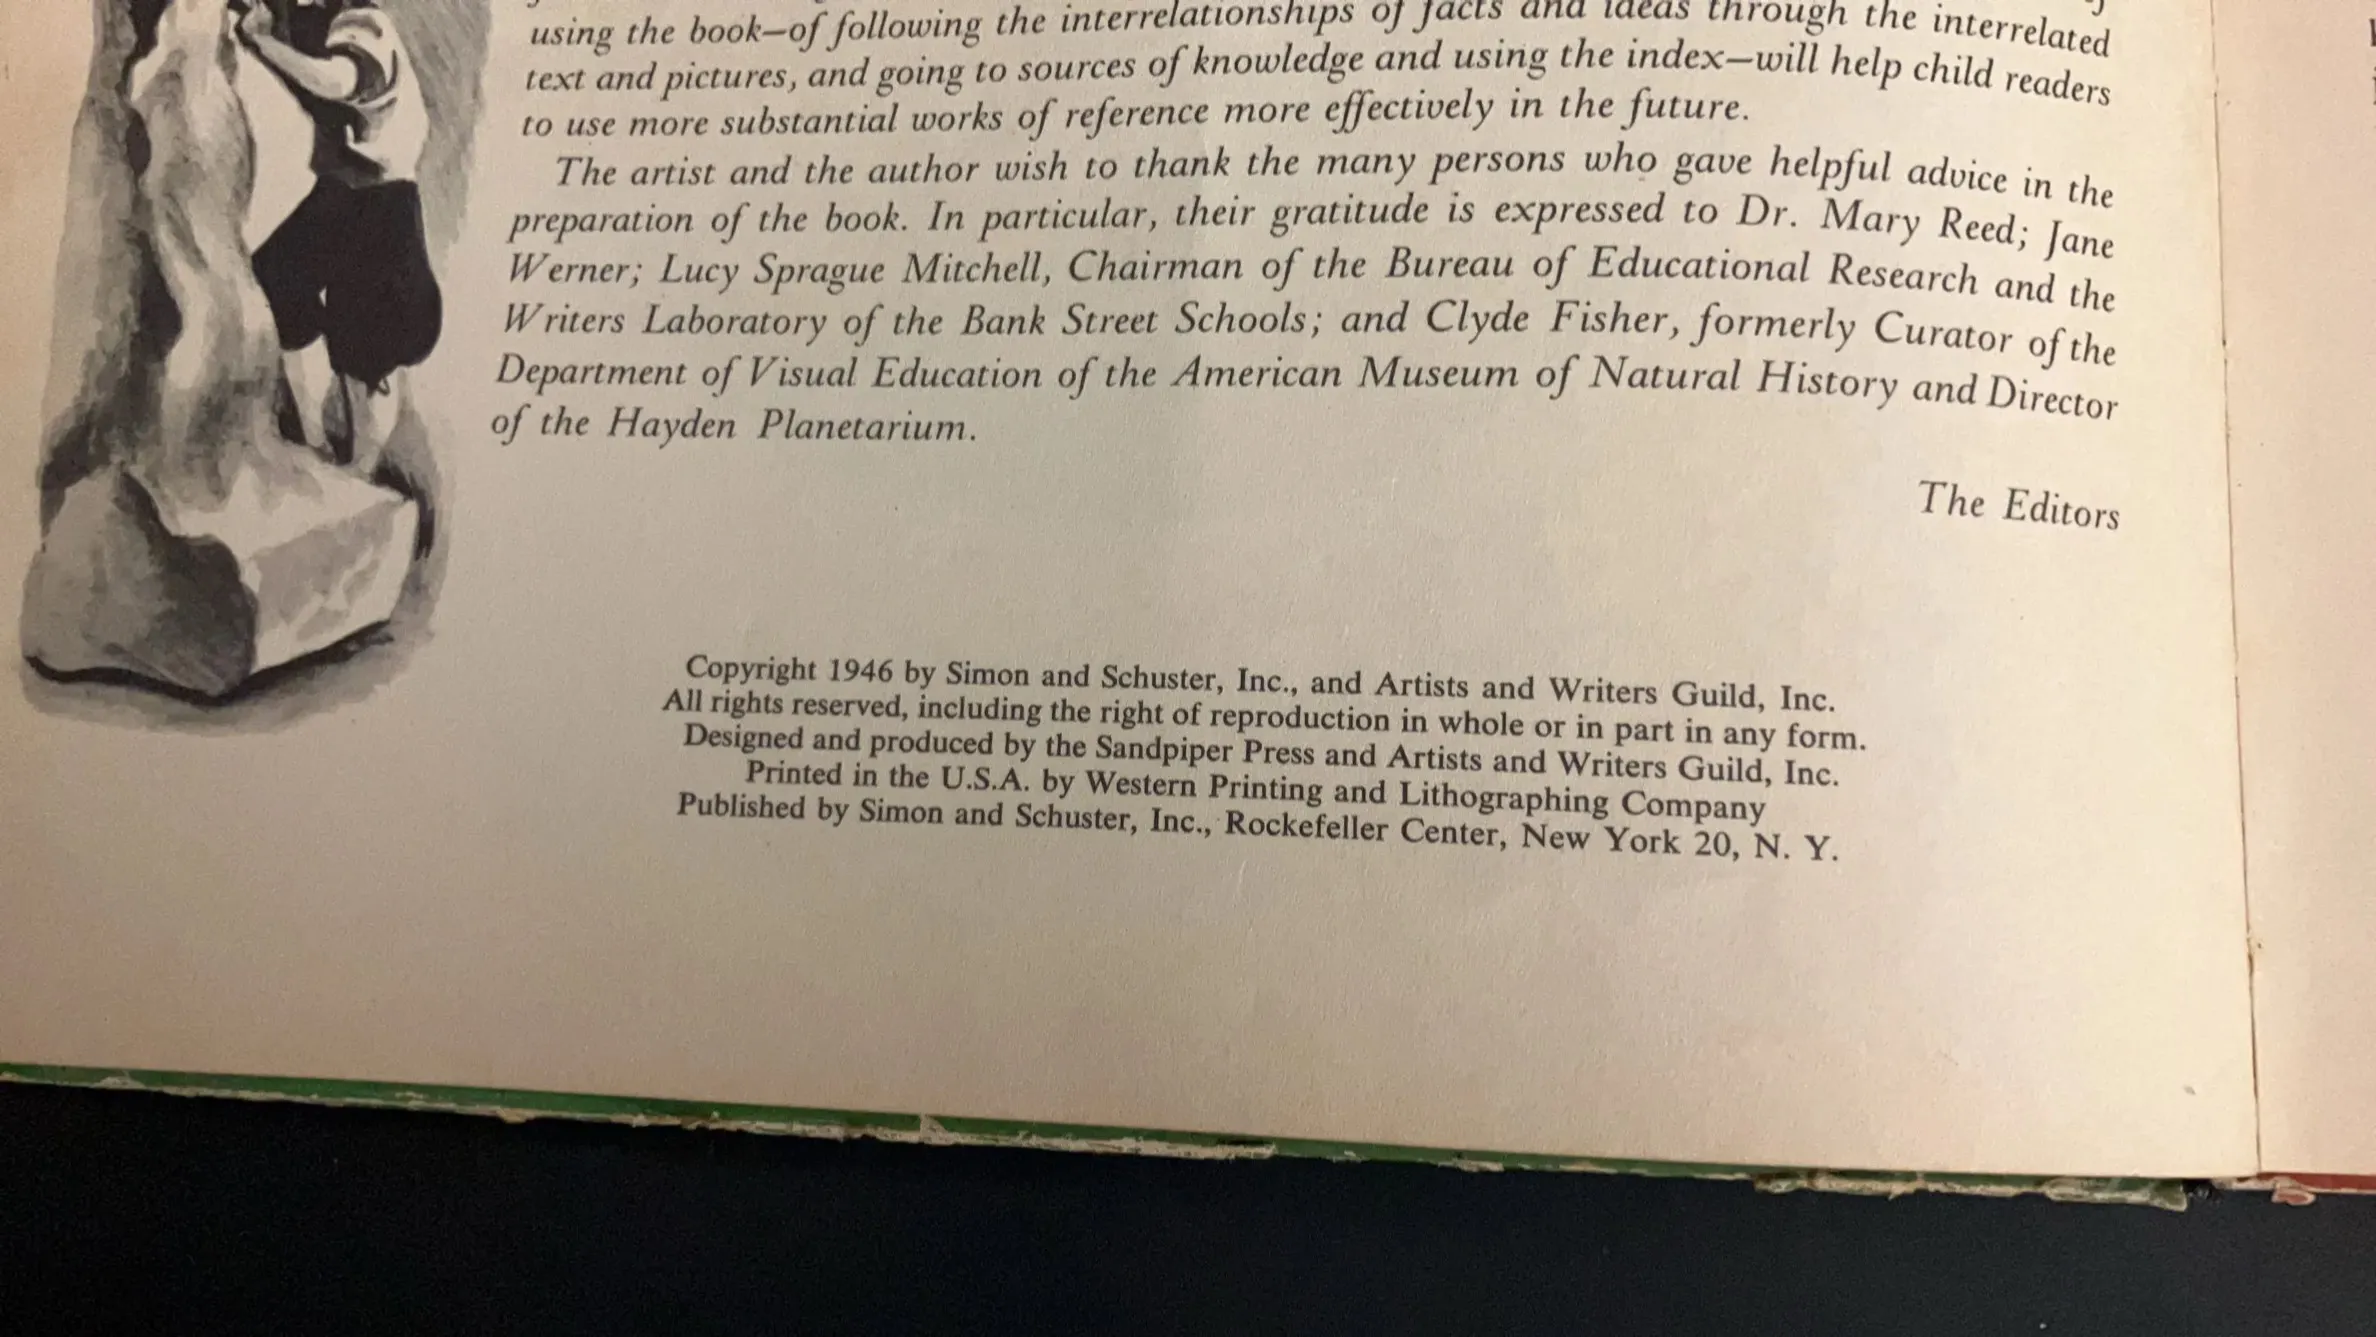 using the book—of following the interrelationships of facts and ideas through the interrelated
text and pictures, and going to sources of knowledge and using the index—will help child readers
to use more substantial works of reference more effectively in the future.
The artist and the author wish to thank the many persons who gave helpful advice in the
preparation of the book. In particular, their gratitude is expressed to Dr. Mary Reed; Jane
Werner; Lucy Sprague Mitchell, Chairman of the Bureau of Educational Research and the
Writers Laboratory of the Bank Street Schools; and Clyde Fisher, formerly Curator of the
Department of Visual Education of the American Museum of Natural History and Director
of the Hayden Planetarium.
The Editors
Copyright 1946 by Simon and Schuster, Inc., and Artists and Writers Guild, Inc.
All rights reserved, including the right of reproduction in whole or in part in any form.
Designed and produced by the Sandpiper Press and Artists and Writers Guild, Inc.
Printed in the U.S.A. by Western Printing and Lithographing Company
Published by Simon and Schuster, Inc., Rockefeller Center, New York 20, N. Y.